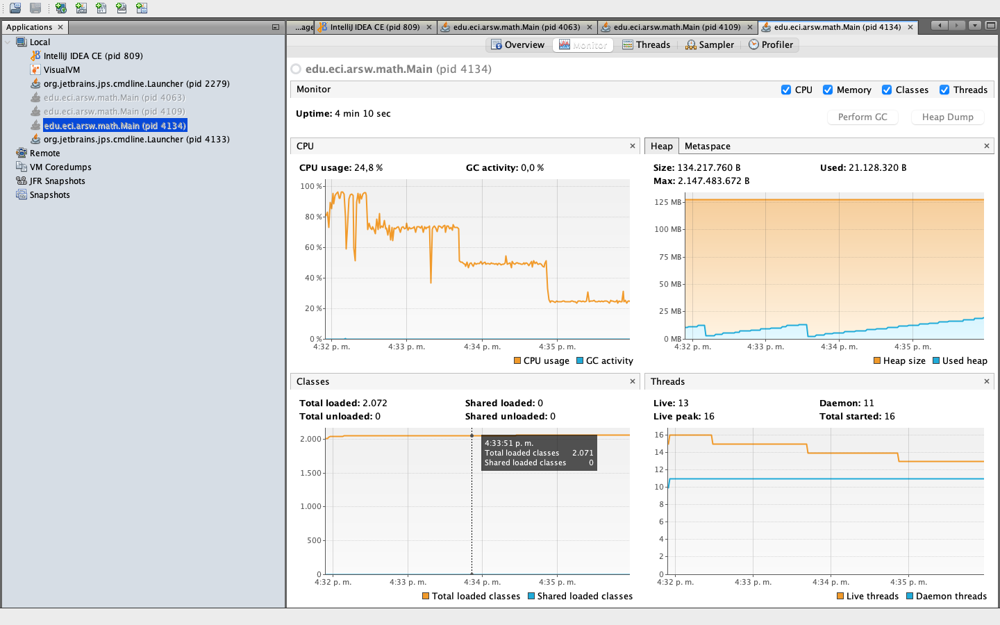 Applications
Local
IntelliJ IDEA CE (pid 809)
VisualVM
org.jetbrains.jps.cmdline.Launcher (pid 2279)
edu.eci.arsw.math.Main (pid 4063)
edu.eci.arsw.math.Main (pid 4109)
edu.eci.arsw.math.Main (pid 4134)
org.jetbrains.jps.cmdline.Launcher (pid 4133)
Remote
VM Coredumps
JFR Snapshots
Snapshots
...age IntelliJ IDEA CE (pid 809) edu.eci.arsw.math.Main (pid 4063) edu.eci.arsw.math.Main (pid 4109) edu.eci.arsw.math.Main (pid 4134)
Overview Monitor Threads Sampler Profiler
edu.eci.arsw.math.Main (pid 4134)
Monitor CPU Memory Classes Threads
Uptime: 4 min 10 sec Perform GC Heap Dump
CPU
CPU usage: 24,8 % GC activity: 0,0 %
100 %
80 %
60 %
40 %
20 %
0 %
4:32 p. m. 4:33 p. m. 4:34 p. m. 4:35 p. m.
CPU usage GC activity
Heap Metaspace
Size: 134.217.760 B Used: 21.128.320 B
Max: 2.147.483.672 B
125 MB
100 MB
75 MB
50 MB
25 MB
0 MB
4:32 p. m. 4:33 p. m. 4:34 p. m. 4:35 p. m.
Heap size Used heap
Classes
Total loaded: 2.072 Shared loaded: 0
Total unloaded: 0 Shared unloaded: 0
2.000
1.500
1.000
500
0
4:33:51 p. m.
Total loaded classes 2.071
Shared loaded classes 0
4:32 p. m. 4:33 p. m. 4:34 p. m. 4:35 p. m.
Total loaded classes Shared loaded classes
Threads
Live: 13 Daemon: 11
Live peak: 16 Total started: 16
16
14
12
10
8
6
4
2
0
4:32 p. m. 4:33 p. m. 4:34 p. m. 4:35 p. m.
Live threads Daemon threads